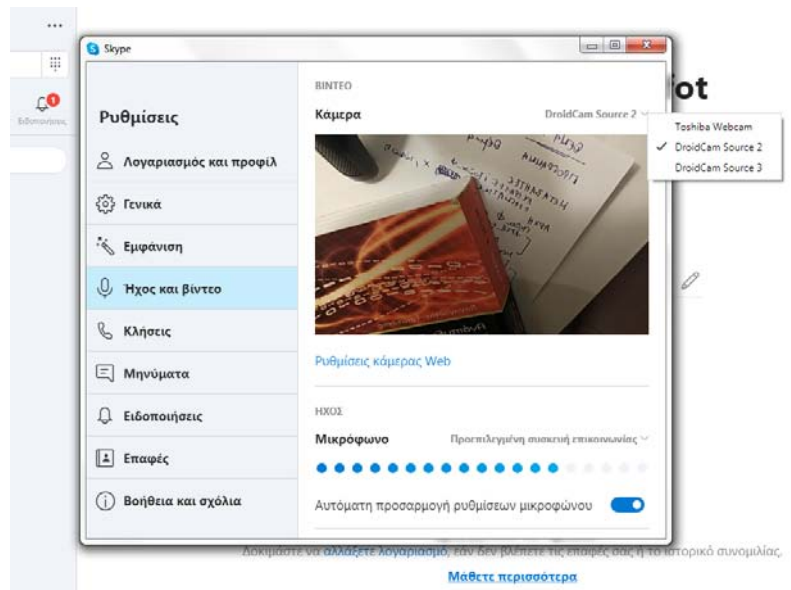 Skype
ot
1
Ειδοποιήσεις
Ρυθμίσεις
Λογαριασμός και προφίλ
Γενικά
Εμφάνιση
Ήχος και βίντεο
Κλήσεις
Μηνύματα
Ειδοποιήσεις
Επαφές
Βοήθεια και σχόλια
ΒΙΝΤΕΟ
Κάμερα
DroidCam Source 2
Toshiba Webcam
DroidCam Source 2
DroidCam Source 3
Ρυθμίσεις κάμερας Web
ΗΧΟΣ
Μικρόφωνο
Προεπιλεγμένη συσκευή επικοινωνίας
Αυτόματη προσαρμογή ρυθμίσεων μικροφώνου
Δοκιμάστε να αλλάξετε λογαριασμό, εάν δεν βλέπετε τις επαφές σας ή το ιστορικό συνομιλίας.
Μάθετε περισσότερα